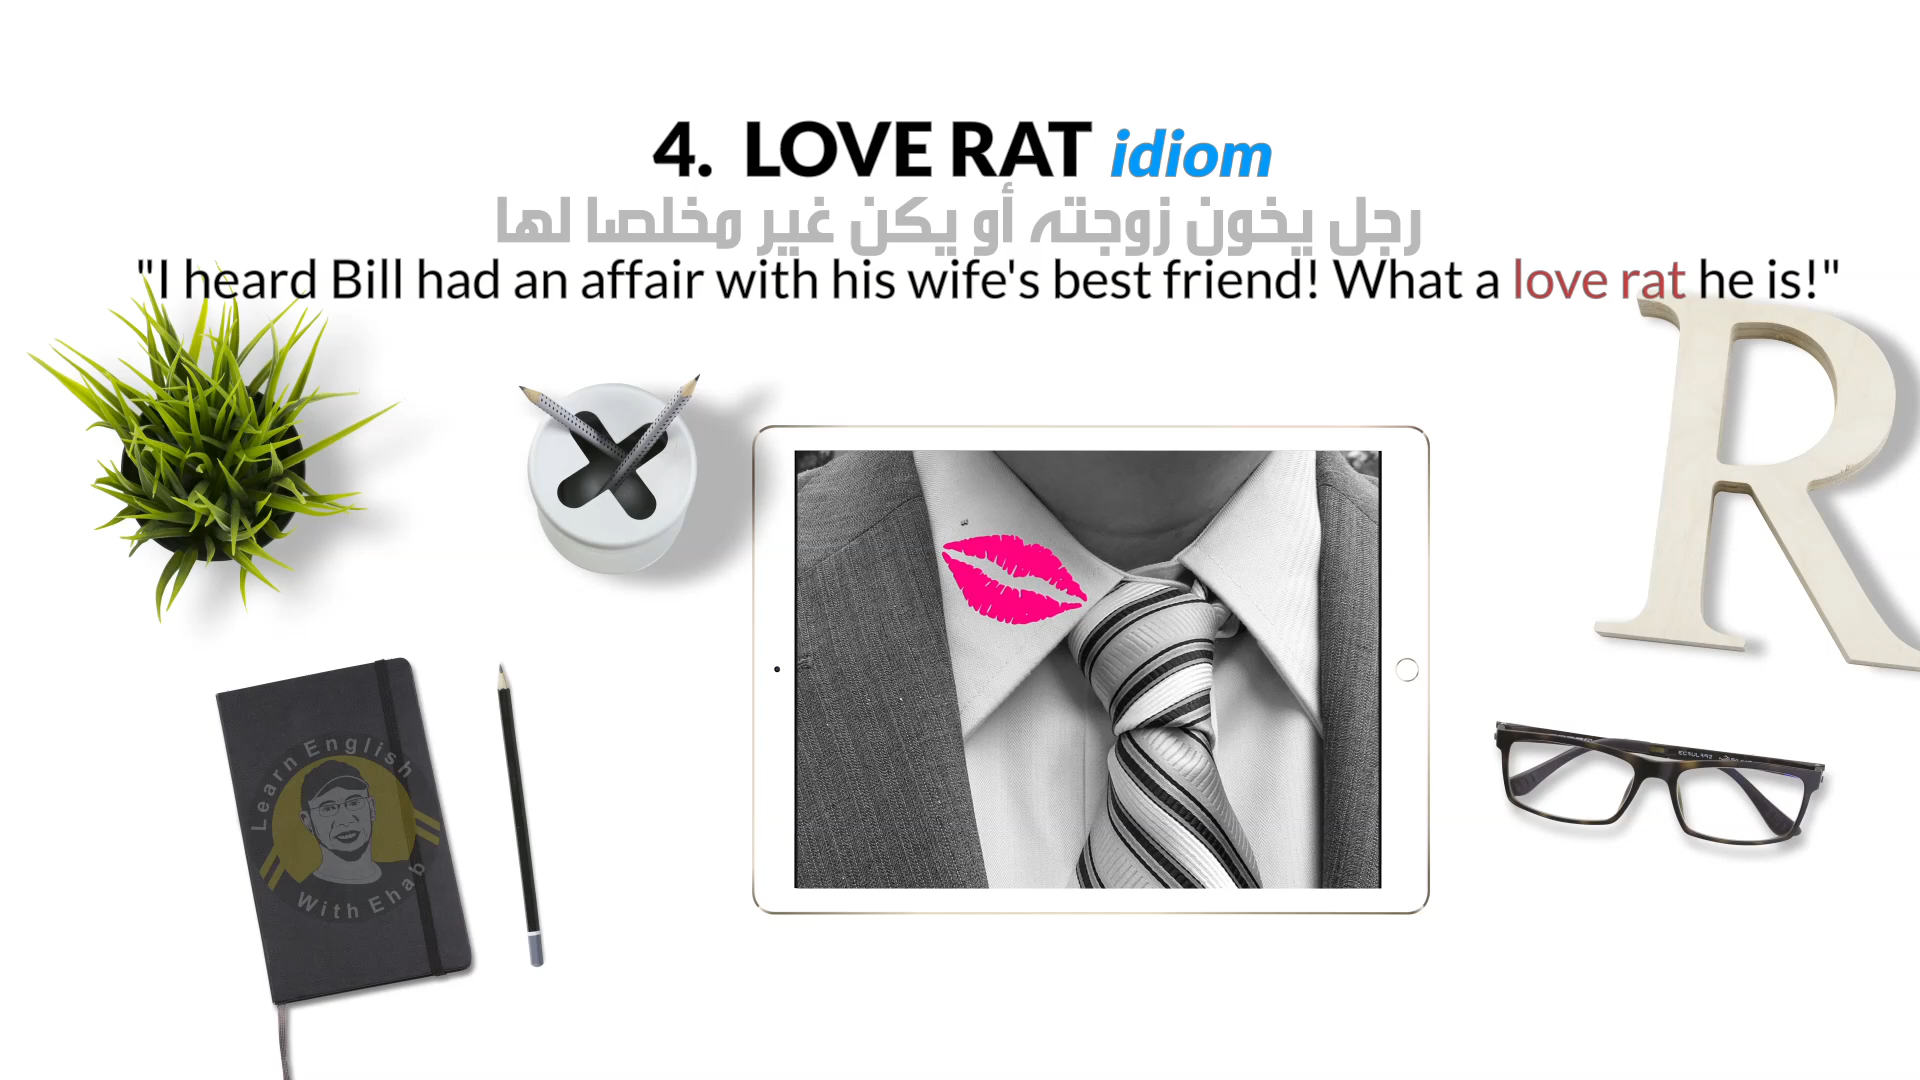 4. LOVE RAT idiom
رجل يخون زوجته أو يكن غير مخلصا لها
"I heard Bill had an affair with his wife's best friend! What a love rat he is!"
R
Learn English
With Ehab